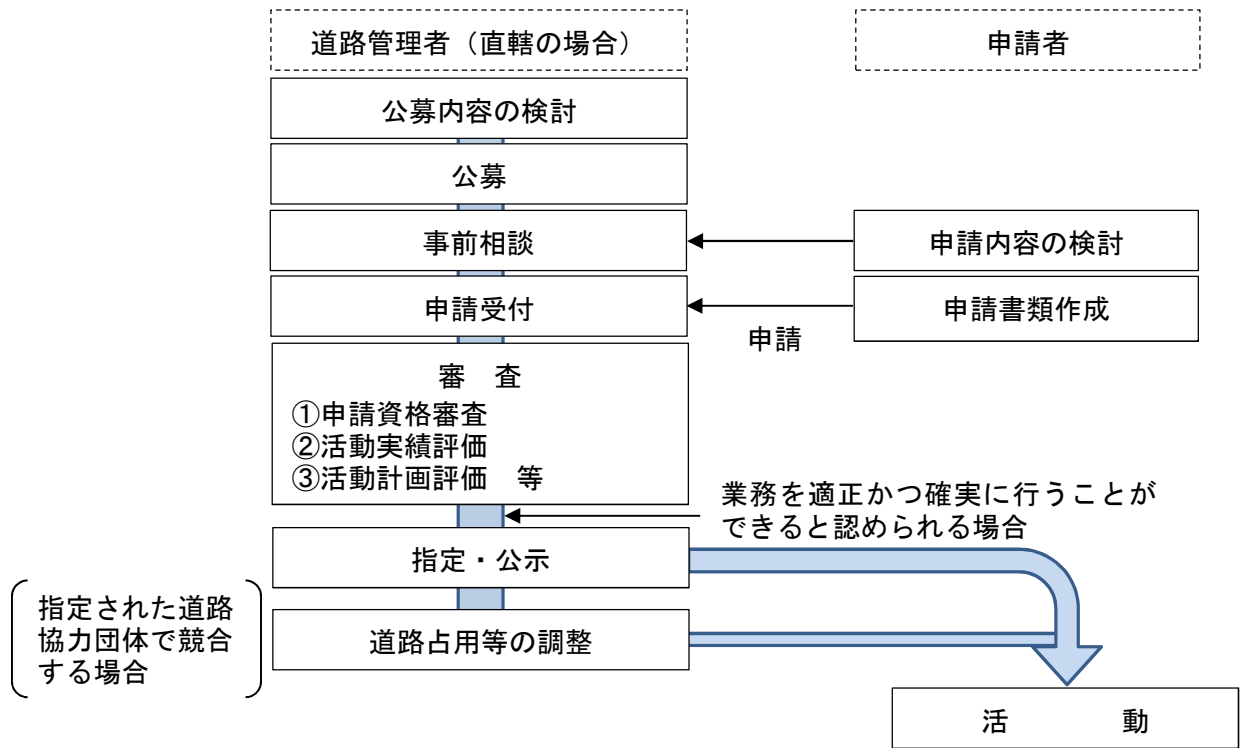 道路管理者（直轄の場合）
申請者
公募内容の検討
公募
事前相談
申請内容の検討
申請受付
申請書類作成
申請
審　査
①申請資格審査
②活動実績評価
③活動計画評価　等
業務を適正かつ確実に行うことが
できると認められる場合
指定・公示
指定された道路
協力団体で競合
する場合
道路占用等の調整
活　　動